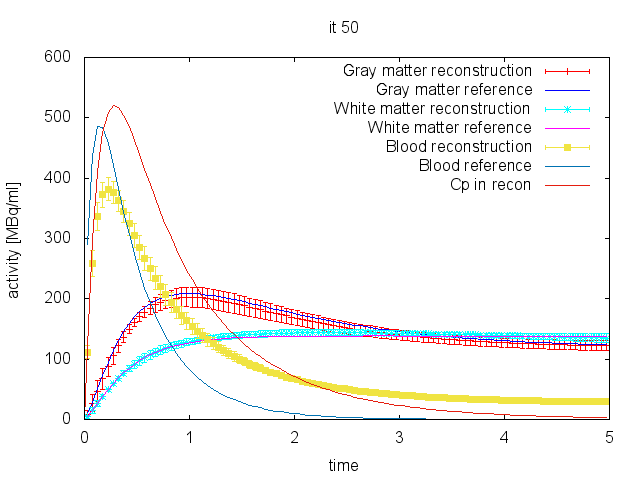 it 50
600
500
400
300
200
100
0
activity [MBq/ml]
Gray matter reconstruction
Gray matter reference
White matter reconstruction
White matter reference
Blood reconstruction
Blood reference
Cp in recon
0 1 2 3 4 5
time